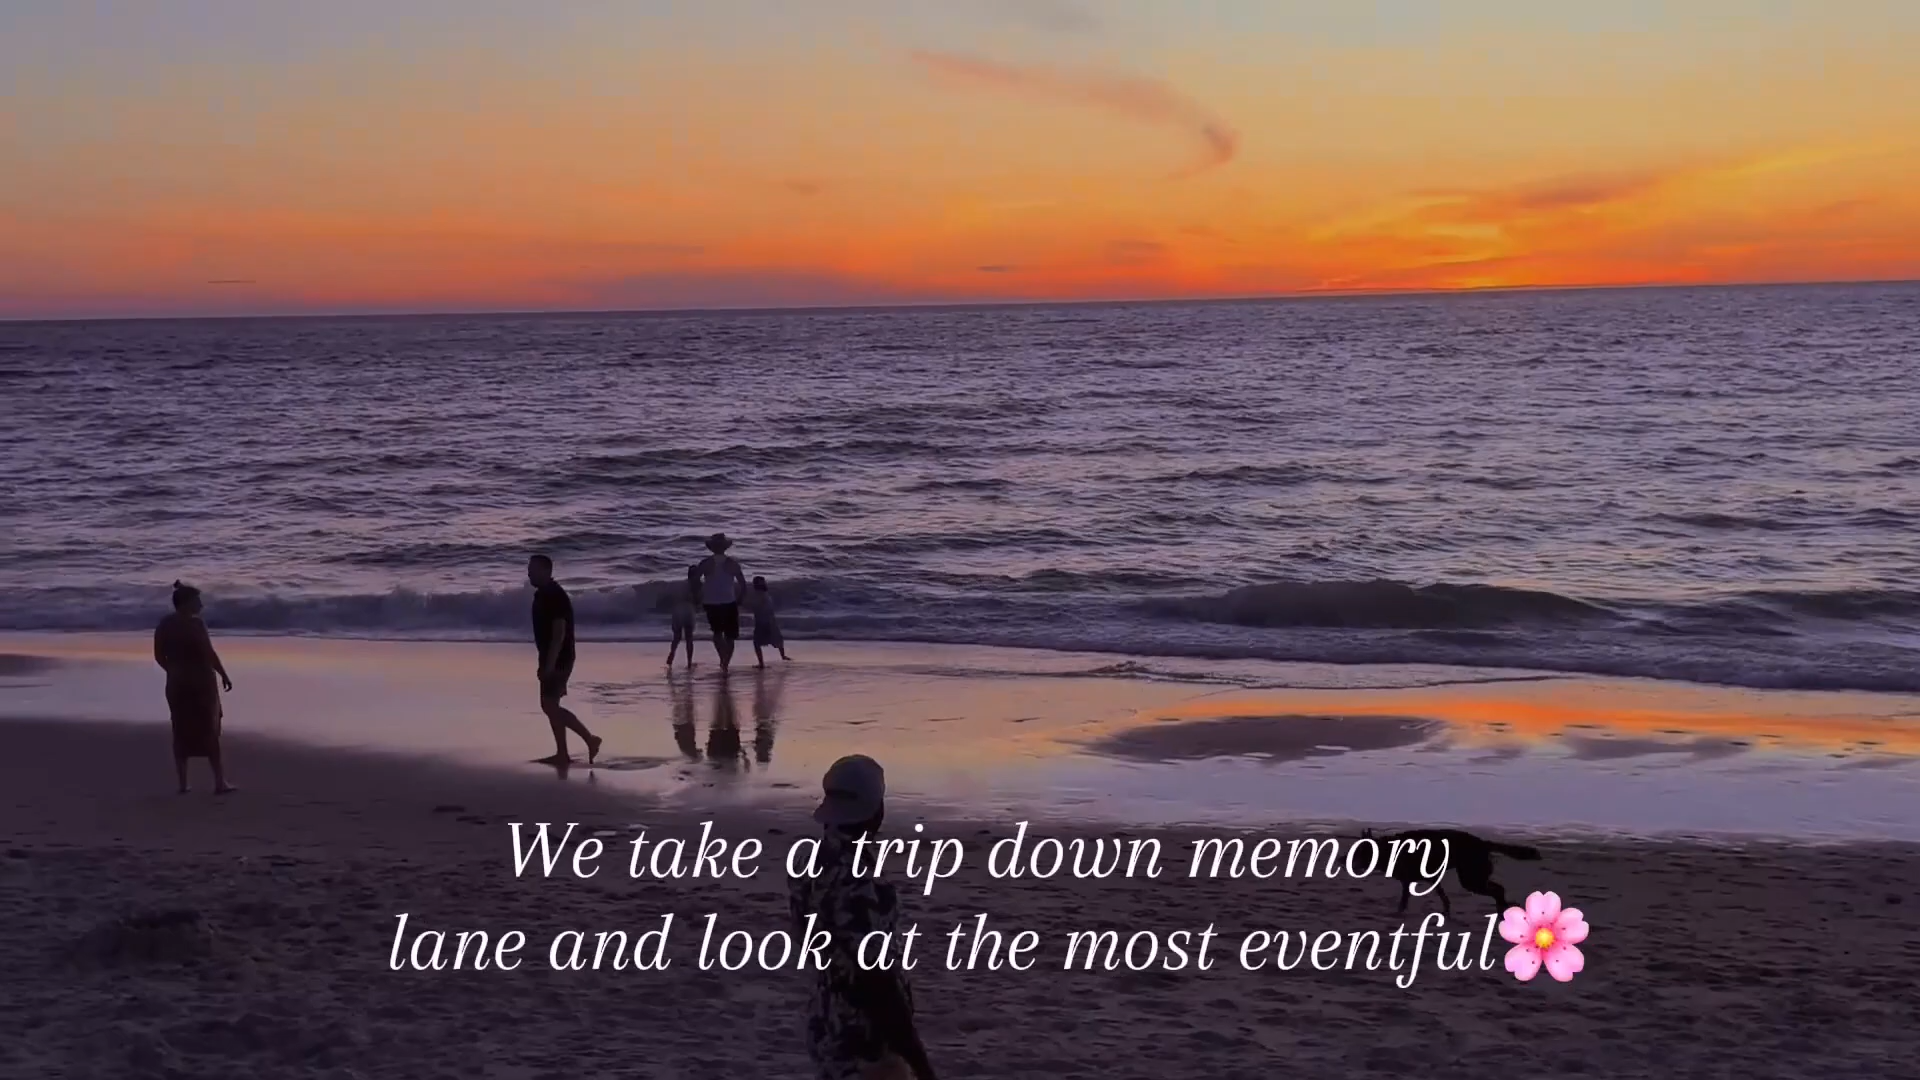 We take a trip down memory
lane and look at the most eventful🌸